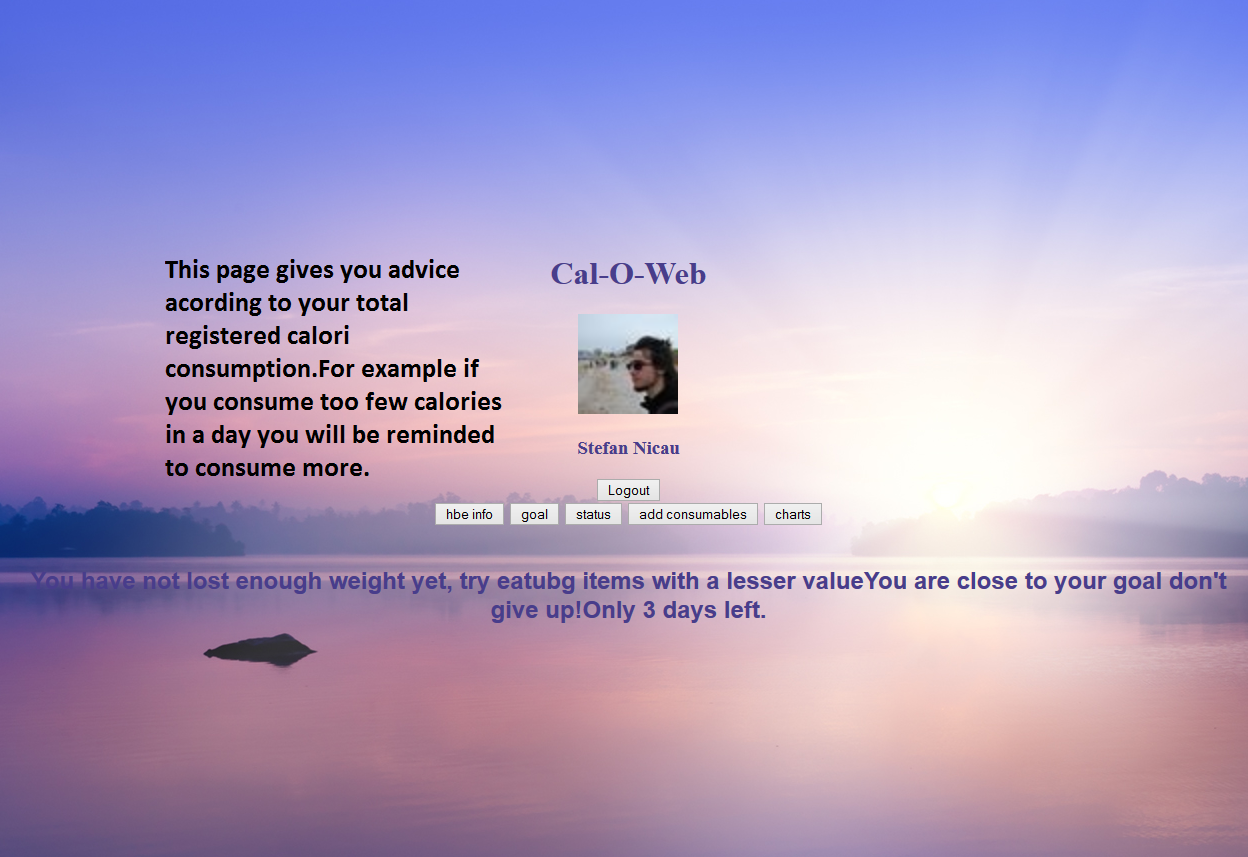 This page gives you advice
acording to your total
registered calori
consumption.For example if
you consume too few calories
in a day you will be reminded
to consume more.
Cal-O-Web
Stefan Nicau
Logout
hbe info goal status add consumables charts
You have not lost enough weight yet, try eatubg items with a lesser valueYou are close to your goal don't
give up!Only 3 days left.